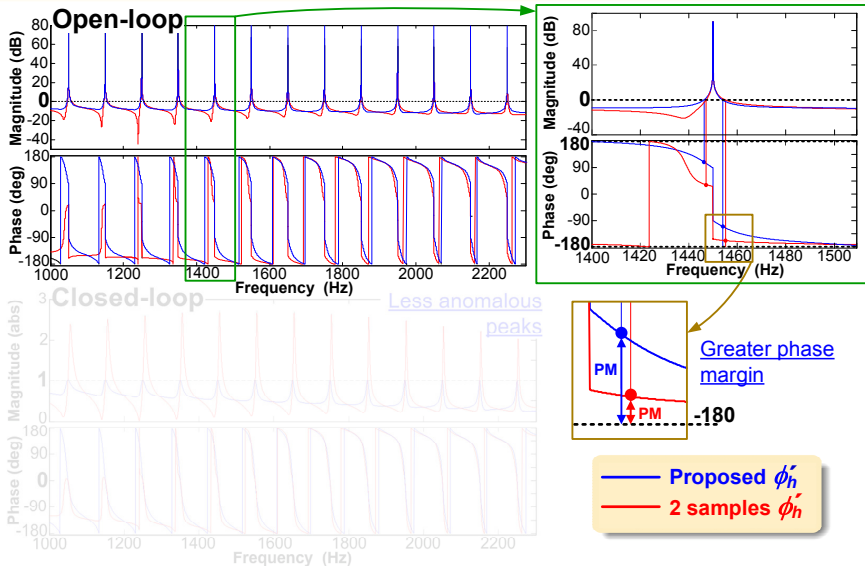 Open-loop
Magnitude (dB)
80
60
40
20
0
-20
-40
Phase (deg)
180
90
0
-90
-180
1000 1200 1400 1600 1800 2000 2200
Frequency (Hz)
Magnitude (dB)
80
40
0
40
Phase (deg)
180
90
0
-90
-180
1400 1420 1440 1460 1480 1500
Frequency (Hz)
Closed-loop
Less anomalous
peaks
Magnitude (abs)
3
2
1
0
Phase (deg)
180
90
0
-90
-180
1000 1200 1400 1600 1800 2000 2200
Frequency (Hz)
PM
PM
-180
Greater phase
margin
Proposed ϕ′h
2 samples ϕ′h